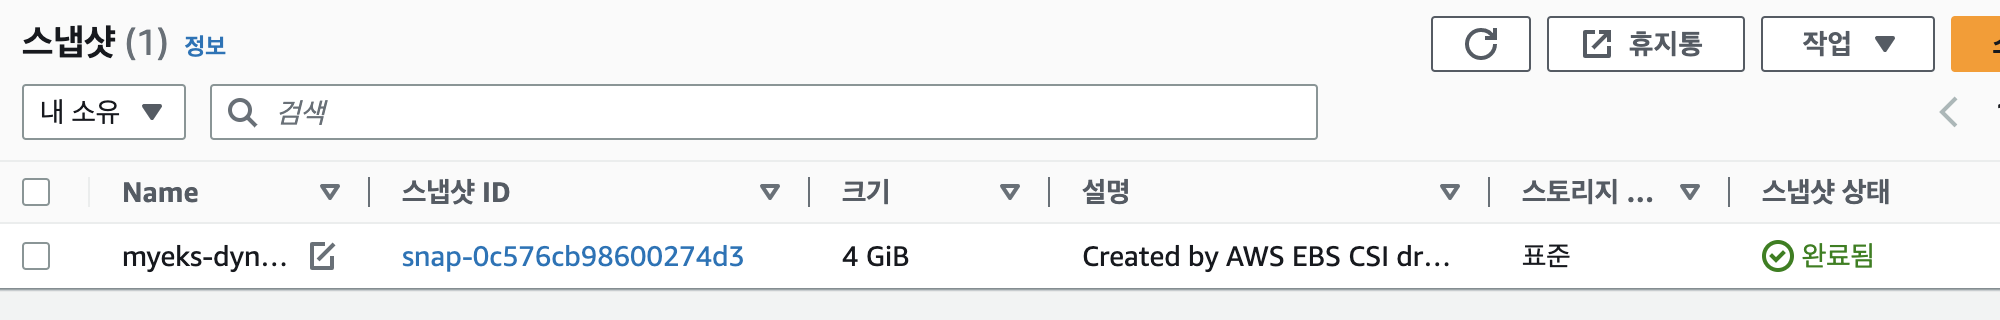 스냅샷 (1) 정보
휴지통 작업
내 소유 검색
Name 스냅샷 ID 크기 설명 스토리지 ... 스냅샷 상태
myeks-dyn... snap-0c576cb98600274d3 4 GiB Created by AWS EBS CSI dr... 표준 완료됨